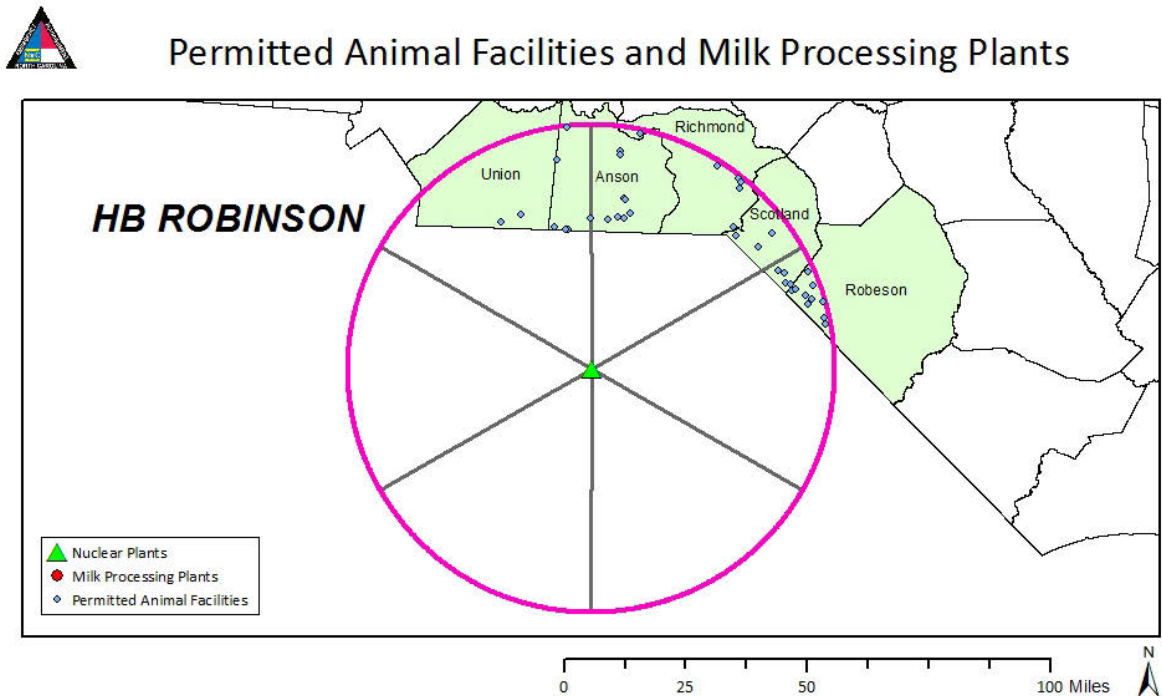 Permitted Animal Facilities and Milk Processing Plants
Richmond
Union
Anson
HB ROBINSON
Scotland
Robeson
Nuclear Plants
Milk Processing Plants
Permitted Animal Facilities
N
0 25 50 100 Miles